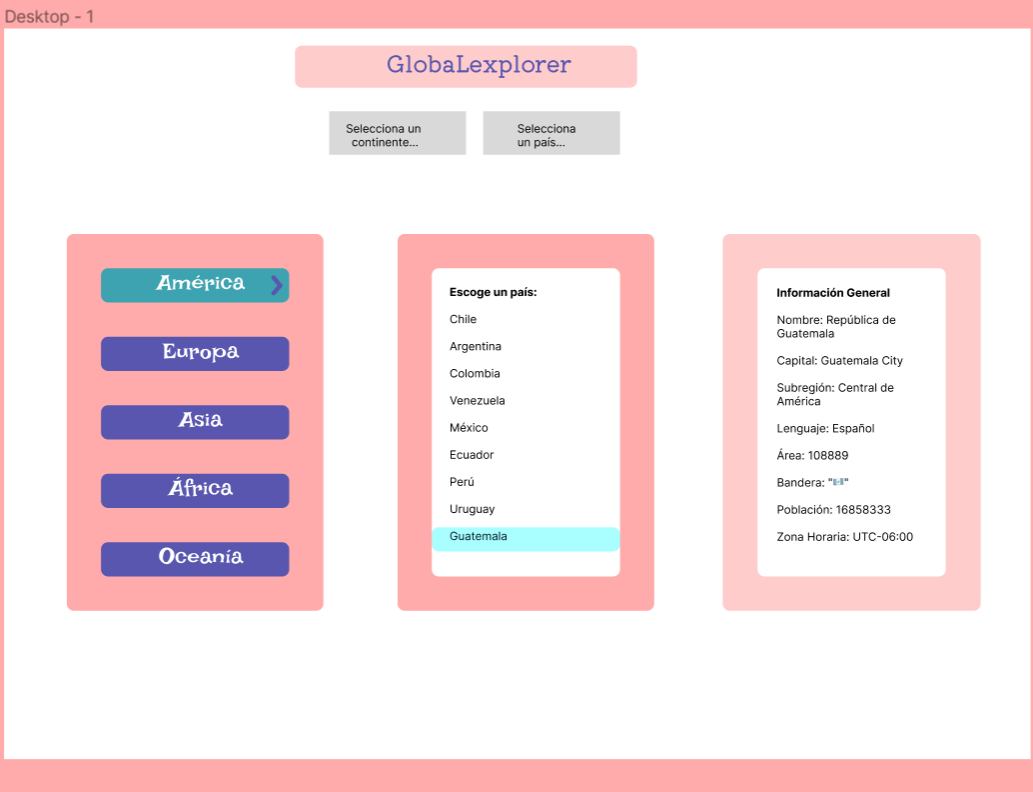 Desktop - 1
GlobaLexplorer
Selecciona un
continente...
Selecciona
un país...
América
Europa
Asia
África
Oceanía
Escoge un país:
Chile
Argentina
Colombia
Venezuela
México
Ecuador
Perú
Uruguay
Guatemala
Información General
Nombre: República de
Guatemala
Capital: Guatemala City
Subregión: Central de
América
Lenguaje: Español
Área: 108889
Bandera: "🇬🇹"
Población: 16858333
Zona Horaria: UTC-06:00